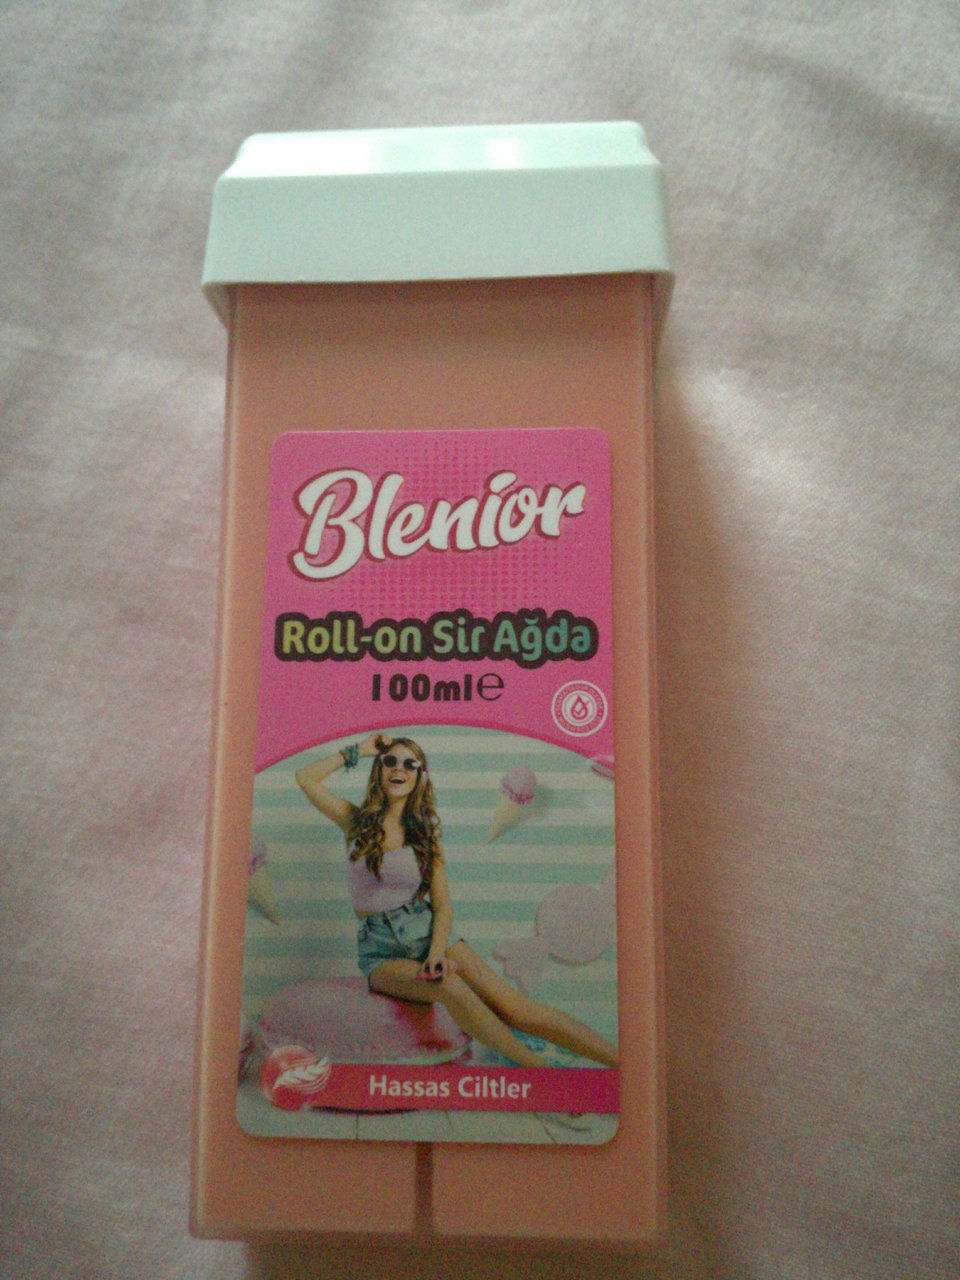 Blenior
Roll-on Sir Ağda
100ml e
Hassas Ciltler